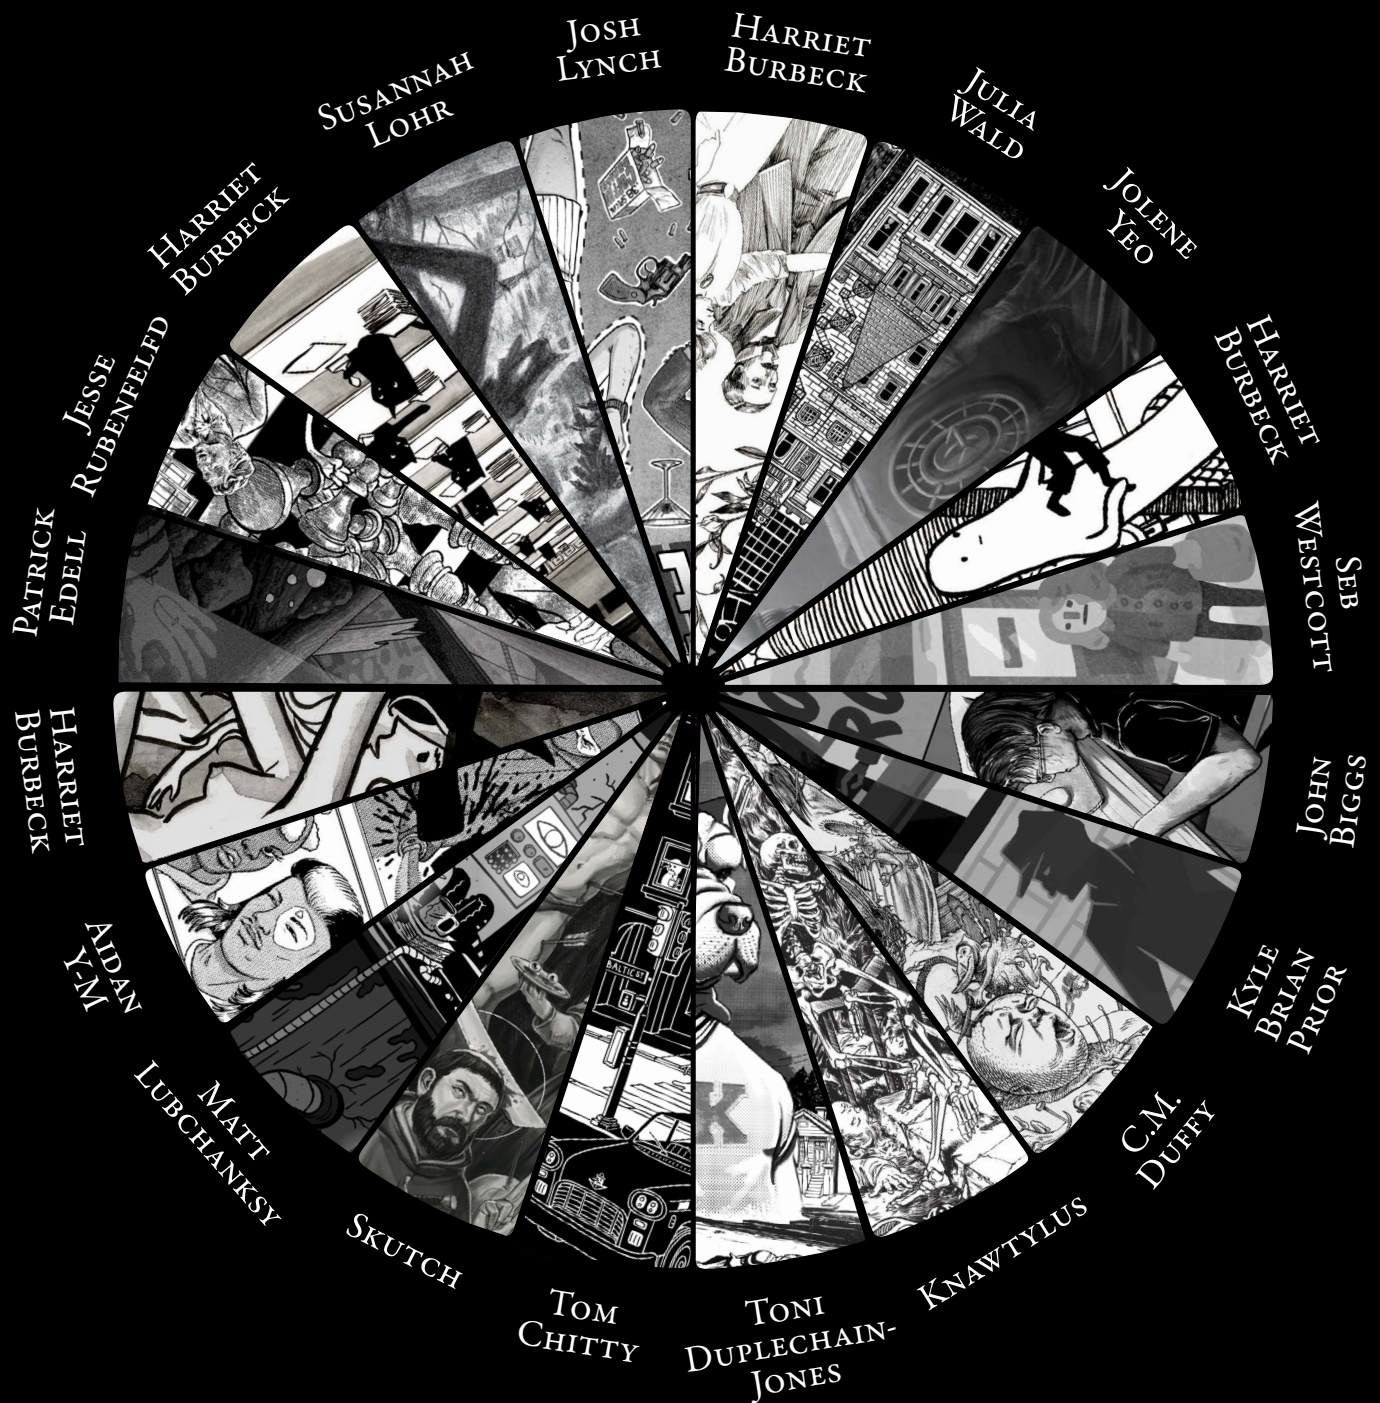 Harriet
Burbeck
Julia
Wald
Jolene
Yeo
Harriet
Burbeck
Seb
Westcott
John
Biggs
Kyle
Brian
Prior
C.M.
Duffy
Knawtylus
Toni
Duplechain-
Jones
Tom
Chitty
Skutch
Matt
Lubchanksy
Aidan
Y-M
Harriet
Burbeck
Patrick
Edell
Jesse
Rubenfelfd
Harriet
Burbeck
Susannah
Lohr
Josh
Lynch
BALTIC ST
K